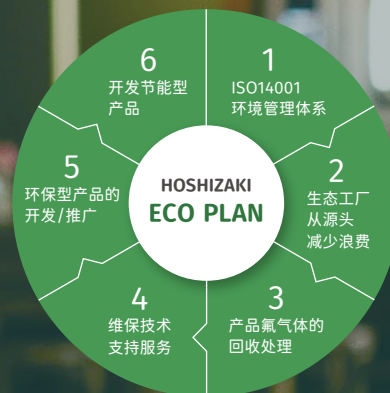 HOSHIZAKI
ECO PLAN
1
ISO14001
环境管理体系
2
生态工厂
从源头
减少浪费
3
产品氟气体的
回收处理
4
维保技术
支持服务
5
环保型产品的
开发/推广
6
开发节能型
产品